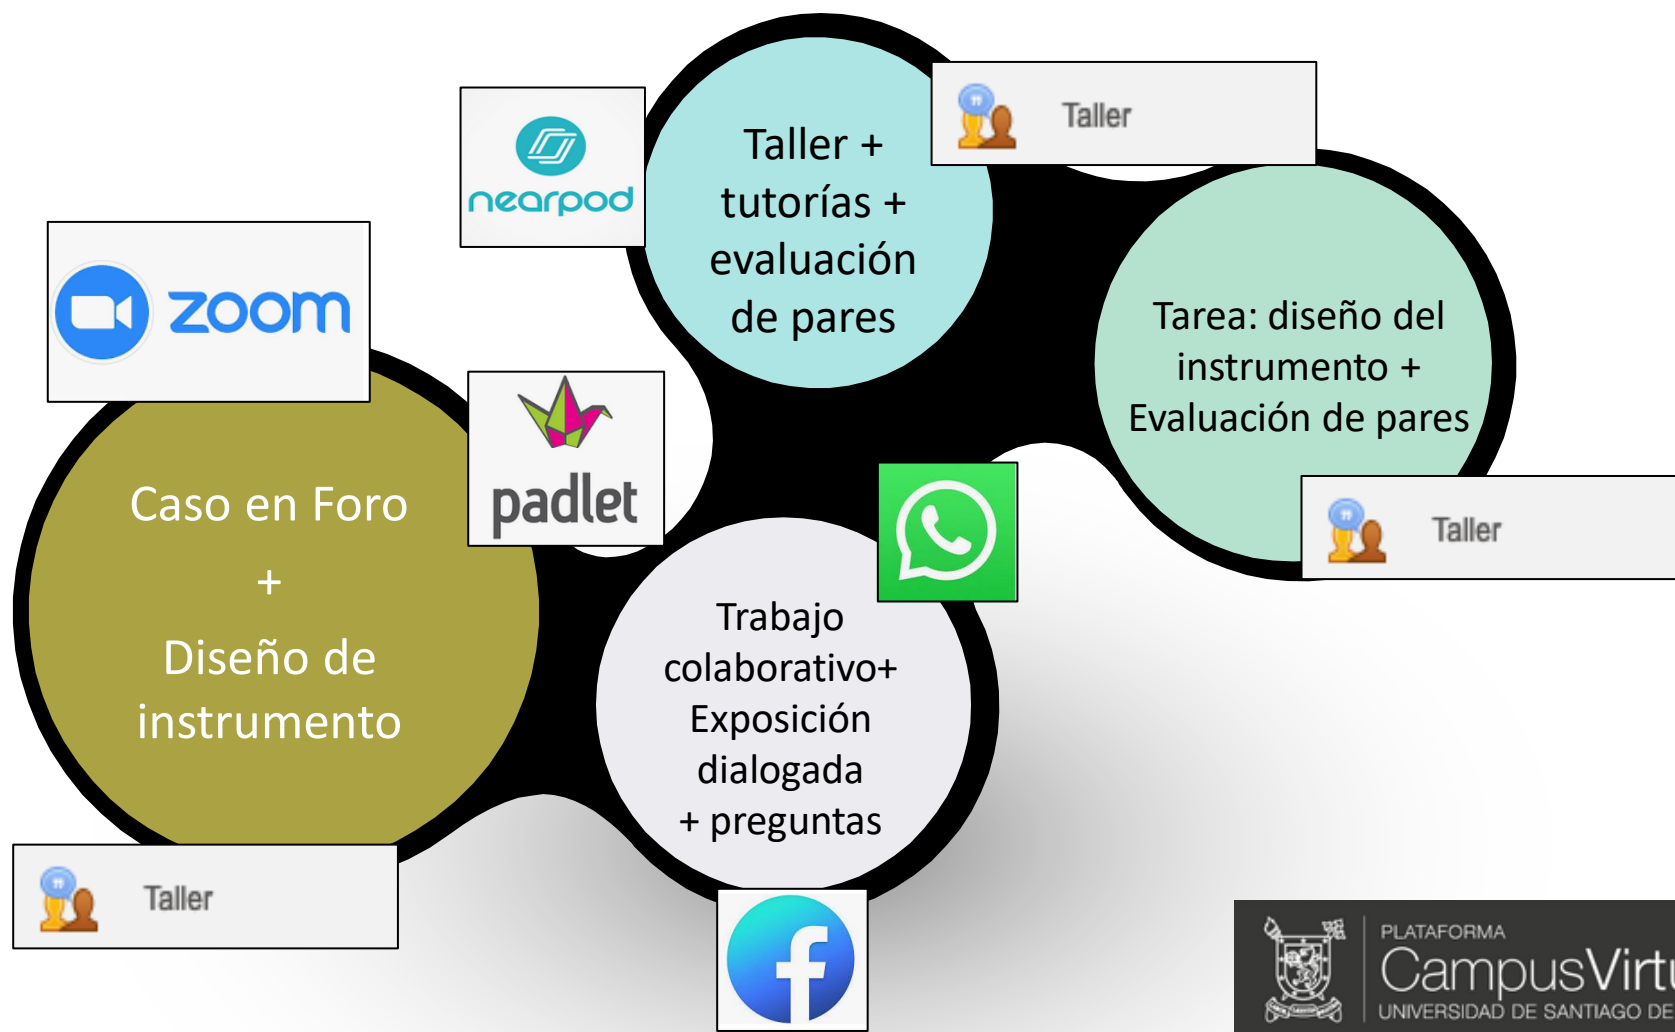 nearpod
Taller +
tutorías +
evaluación
de pares
Taller
zoom
padlet
Tarea: diseño del
instrumento +
Evaluación de pares
Taller
Caso en Foro
+
Diseño de
instrumento
Trabajo
colaborativo+
Exposición
dialogada
+ preguntas
Taller
PLATAFORMA
CampusVirtu
UNIVERSIDAD DE SANTIAGO DE